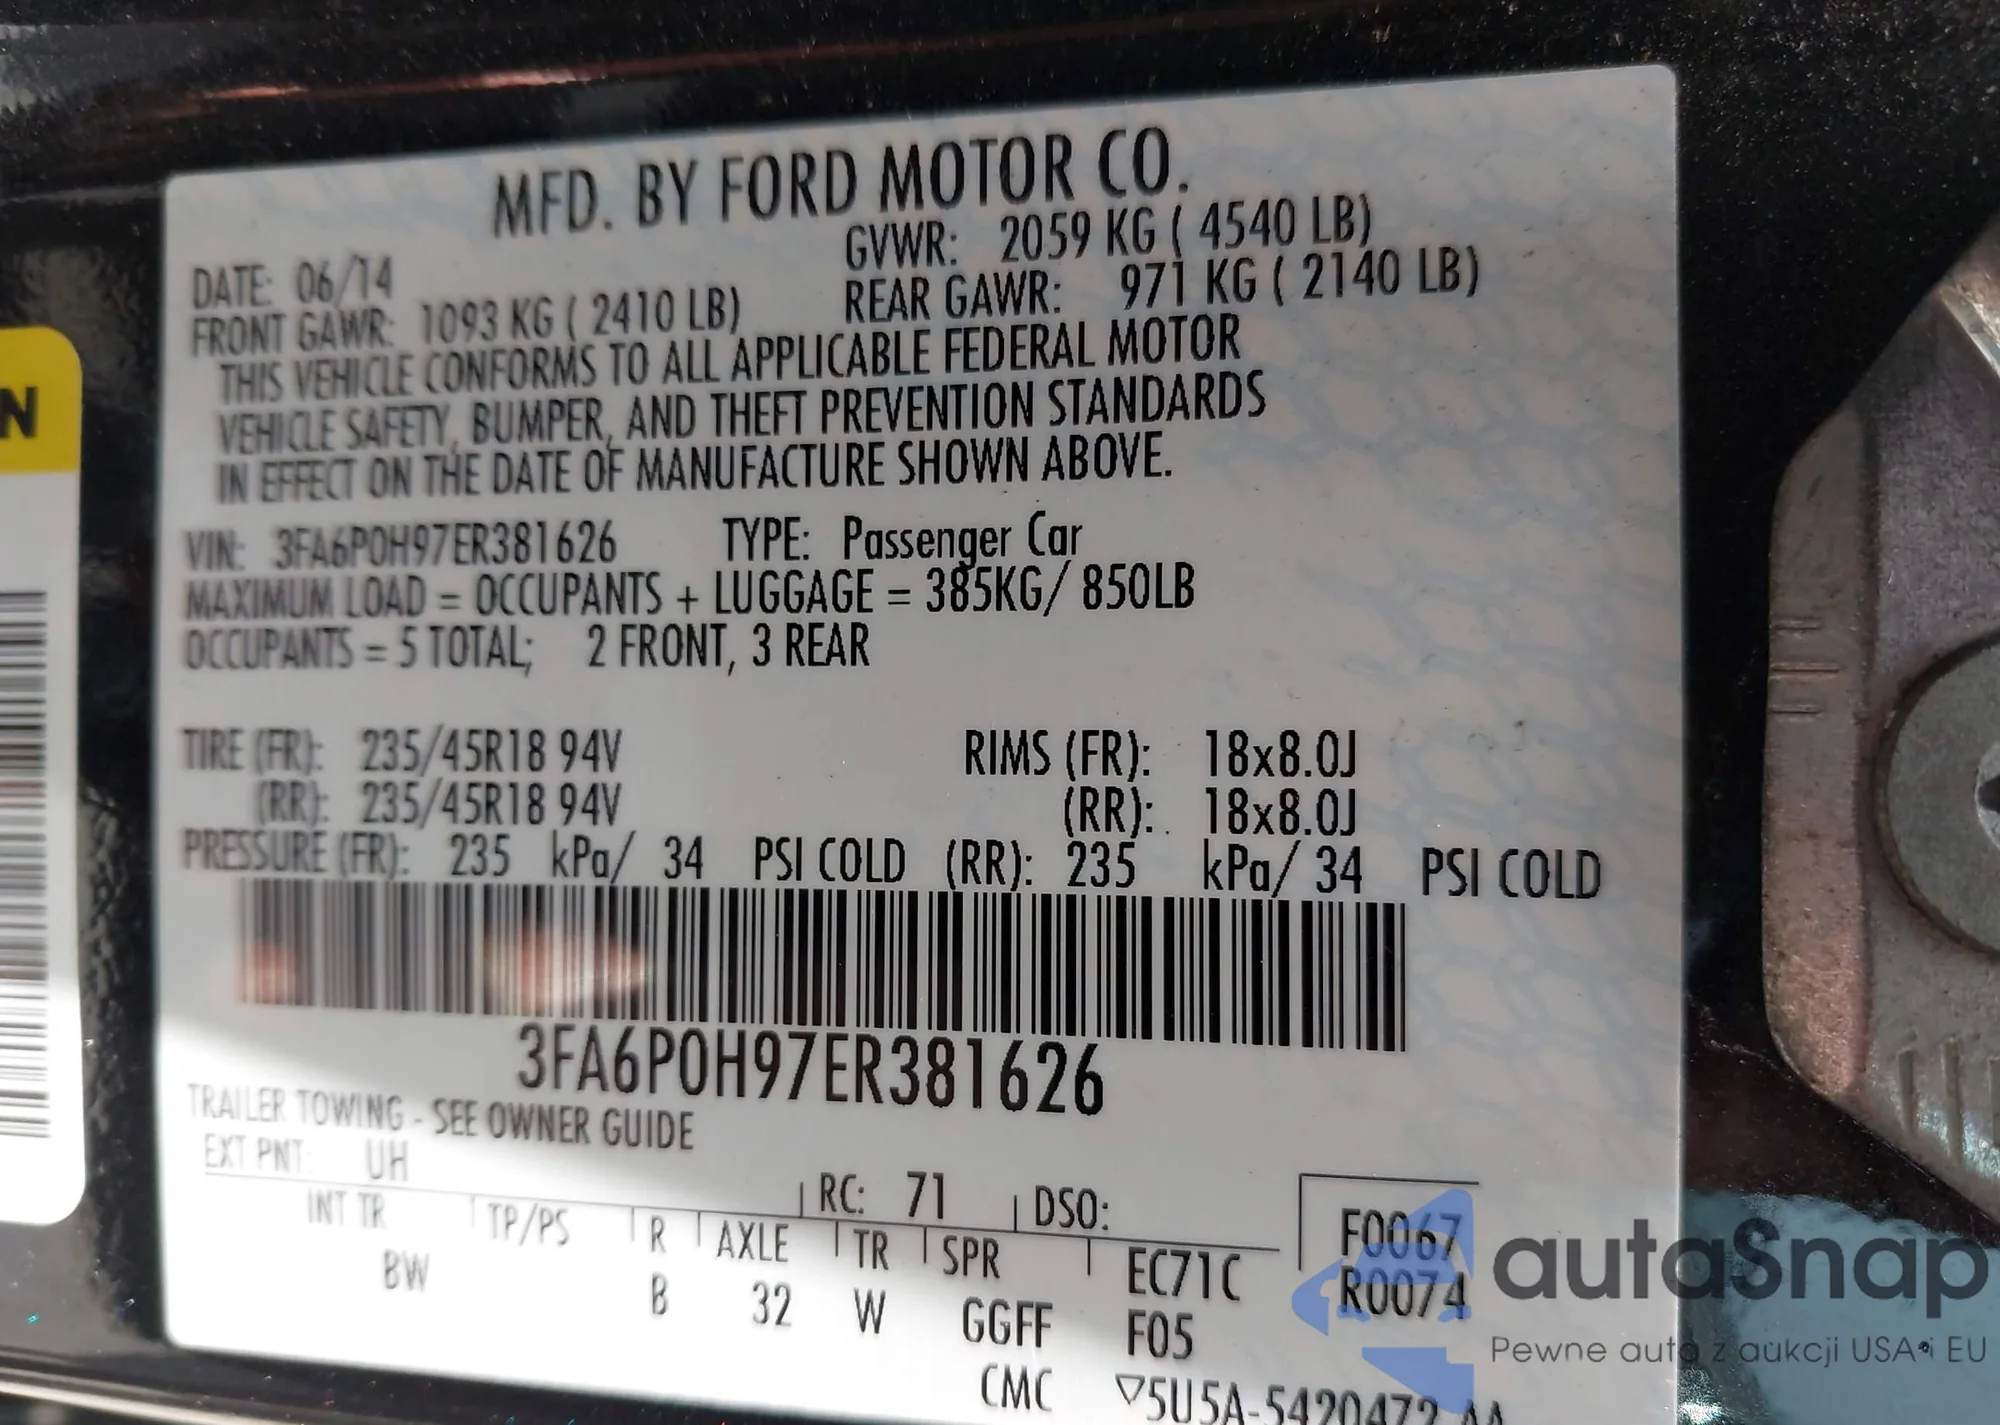 MFD. BY FORD MOTOR CO.
DATE: 06/14 GVWR: 2059 KG ( 4540 LB)
FRONT GAWR: 1093 KG ( 2410 LB) REAR GAWR: 971 KG ( 2140 LB)
THIS VEHICLE CONFORMS TO ALL APPLICABLE FEDERAL MOTOR
VEHICLE SAFETY, BUMPER, AND THEFT PREVENTION STANDARDS
IN EFFECT ON THE DATE OF MANUFACTURE SHOWN ABOVE.
VIN: 3FA6P0H97ER381626 TYPE: Passenger Car
MAXIMUM LOAD = OCCUPANTS + LUGGAGE = 385KG/ 850LB
OCCUPANTS = 5 TOTAL; 2 FRONT, 3 REAR
TIRE (FR): 235/45R18 94V RIMS (FR): 18x8.0J
(RR): 235/45R18 94V (RR): 18x8.0J
PRESSURE (FR): 235 kPa/ 34 PSI COLD (RR): 235 kPa/ 34 PSI COLD
3FA6P0H97ER381626
TRAILER TOWING - SEE OWNER GUIDE
EXT PNT: UH RC: 71 DSO: F0067
INT TR TP/PS R AXLE TR SPR EC71C R0074
BW B 32 W GGFF F05
CMC ▽5U5A-5420472-AA
N
autaSnap
Pewne auta z aukcji USA i EU